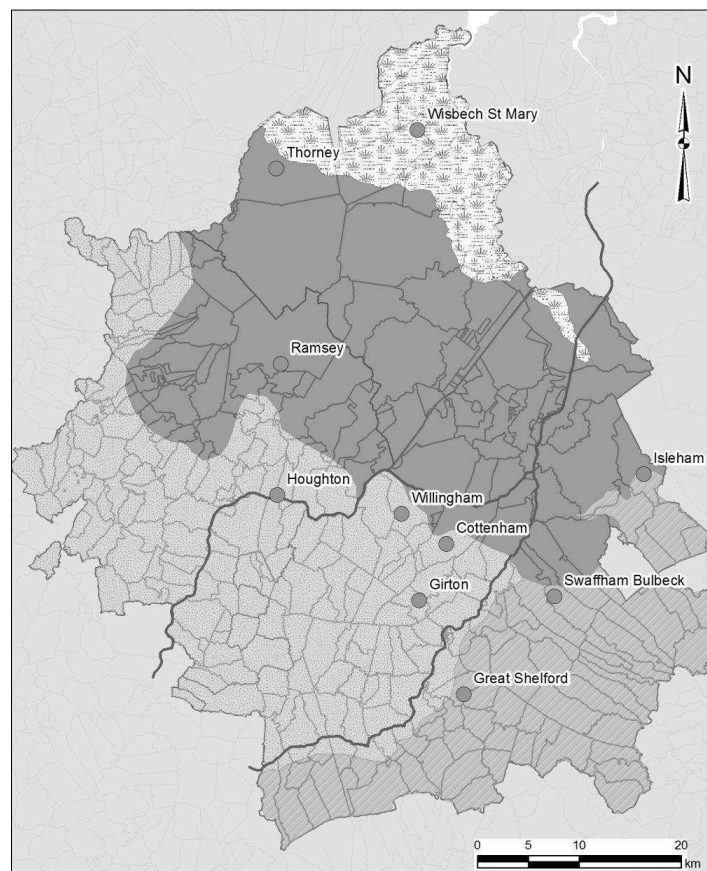 N
Wisbech St Mary
Thorney
Ramsey
Isleham
Houghton
Willingham
Cottenham
Girton
Swaffham Bulbeck
Great Shelford
0 5 10 20
km